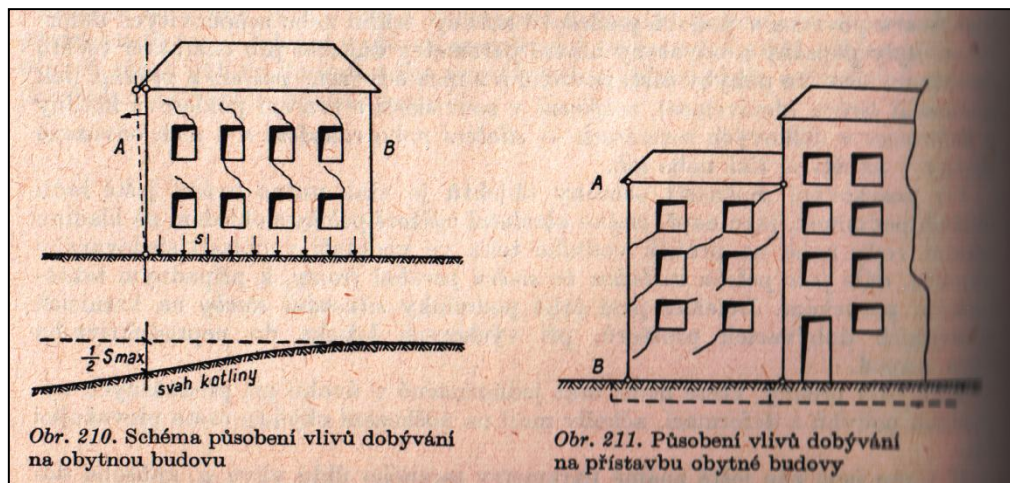 A
B
s
½ Smax
svah kotliny
Obr. 210. Schéma působení vlivů dobývání
na obytnou budovu
A
B
Obr. 211. Působení vlivů dobývání
na přístavbu obytné budovy